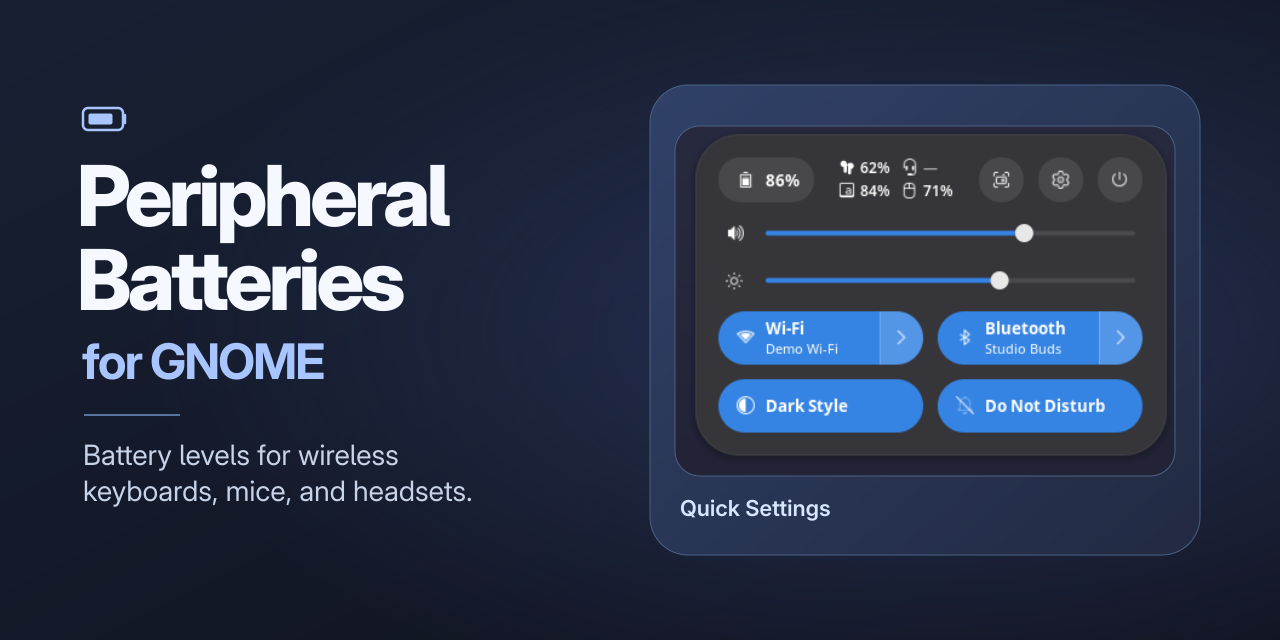 Peripheral
Batteries
for GNOME
Battery levels for wireless
keyboards, mice, and headsets.
86%
62% —
a 84% 71%
Wi-Fi
Demo Wi-Fi
Bluetooth
Studio Buds
Dark Style
Do Not Disturb
Quick Settings